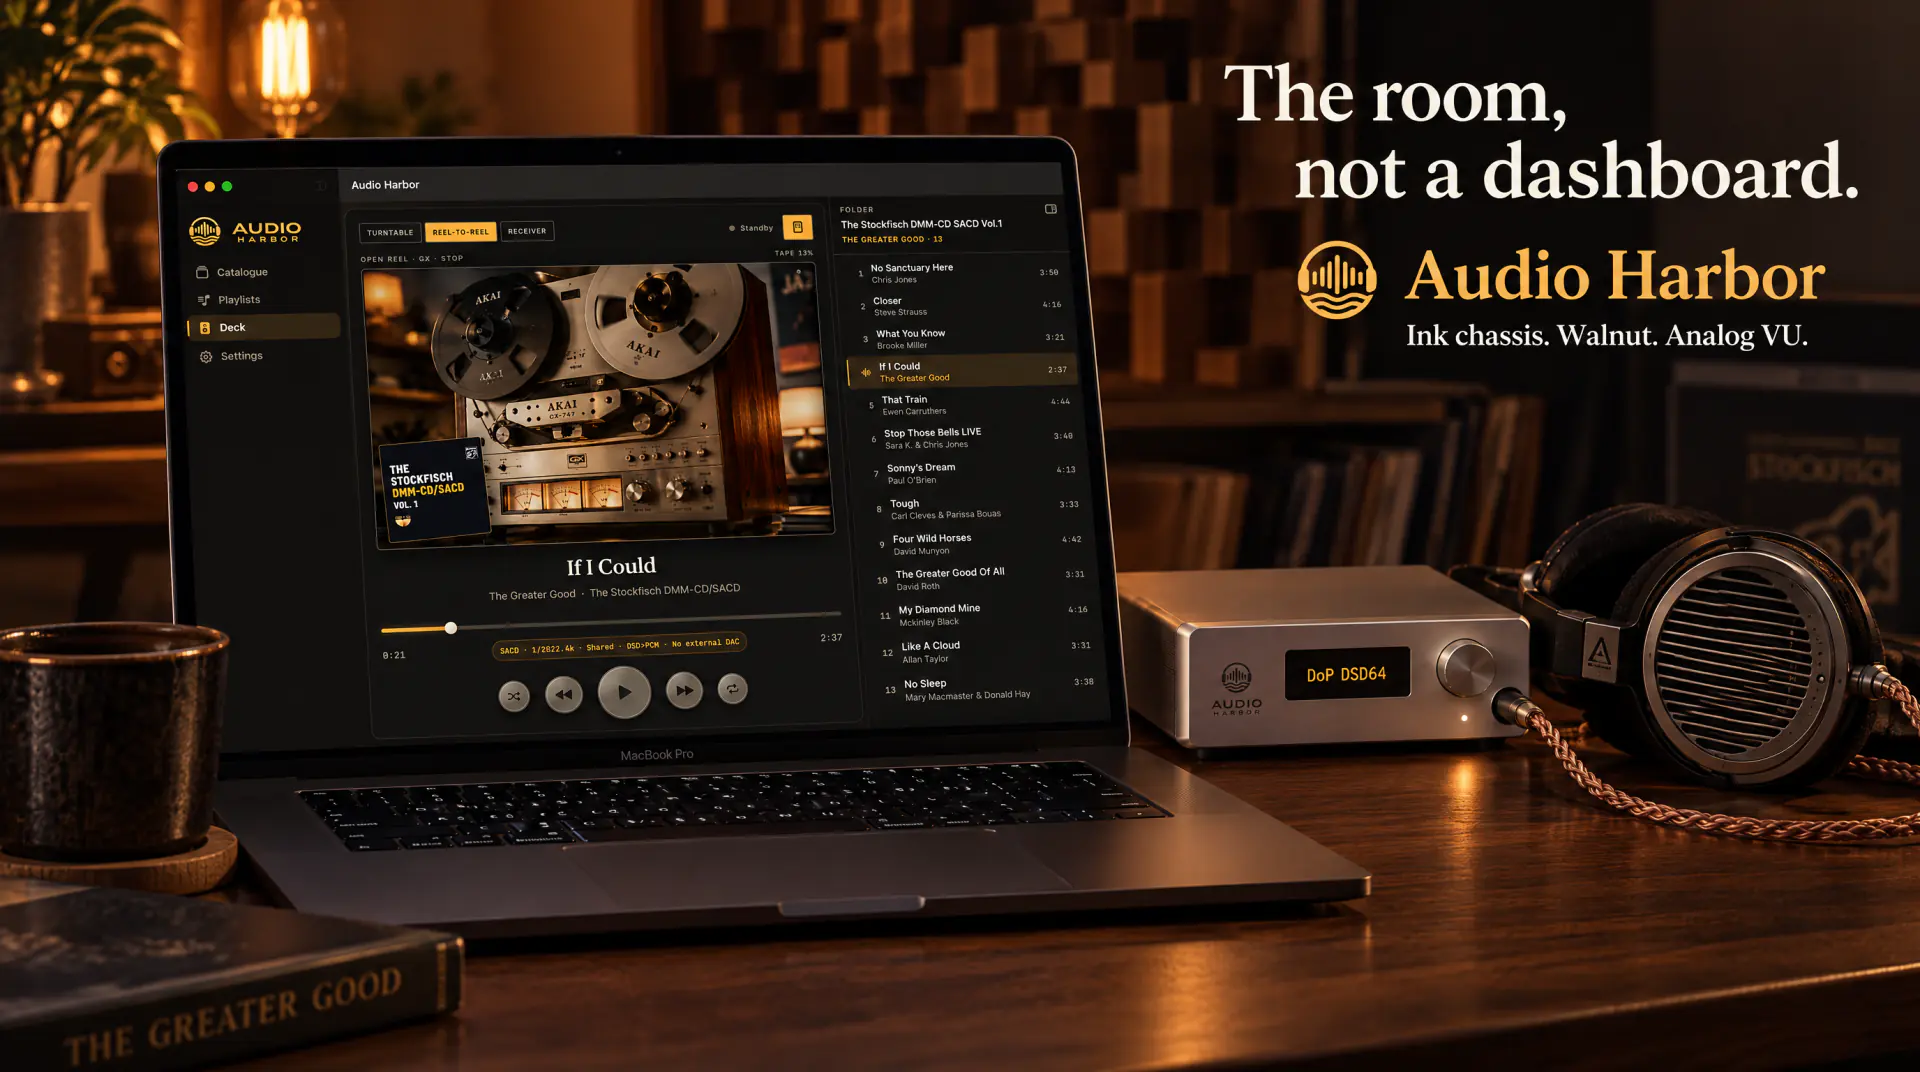 The room,
not a dashboard.
Audio Harbor
Ink chassis. Walnut. Analog VU.
Audio Harbor
AUDIO
HARBOR
Catalogue
Playlists
Deck
Settings
TURNTABLE
REEL-TO-REEL
RECEIVER
Standby
OPEN REEL · GX · STOP
TAPE 13%
AKAI
AKAI
AKAI
AKAI
GX-747
GX
THE
STOCKFISCH
DMM-CD/SACD
VOL. 1
If I Could
The Greater Good · The Stockfisch DMM-CD/SACD
0:21
2:37
SACD · 1/2822.4k · Shared · DSD>PCM · No external DAC
FOLDER
The Stockfisch DMM-CD SACD Vol.1
THE GREATER GOOD · 13
1 No Sanctuary Here 3:50
Chris Jones
2 Closer 4:16
Steve Strauss
3 What You Know 3:21
Brooke Miller
If I Could 2:37
The Greater Good
5 That Train 4:44
Ewen Carruthers
6 Stop Those Bells LIVE 3:40
Sara K. & Chris Jones
7 Sonny's Dream 4:13
Paul O'Brien
8 Tough 3:33
Carl Cleves & Parissa Bouas
9 Four Wild Horses 4:42
David Munyon
10 The Greater Good Of All 3:31
David Roth
11 My Diamond Mine 4:16
Mckinley Black
12 Like A Cloud 3:31
Allan Taylor
13 No Sleep 3:38
Mary Macmaster & Donald Hay
MacBook Pro
STOCKFISCH
AUDIO
HARBOR
DoP DSD64
THE GREATER GOOD